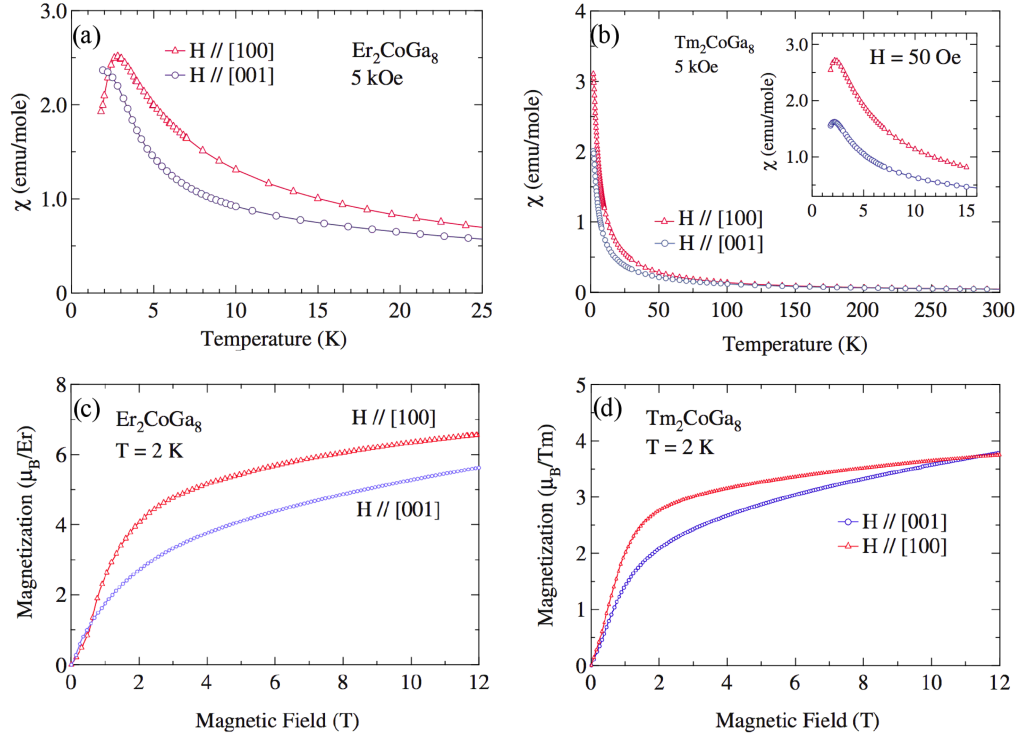 (a)
H // [100]
H // [001]
Er₂CoGa₈
5 kOe
χ (emu/mole)
3.0
2.0
1.0
0
0
5
10
15
20
25
Temperature (K)
(b)
Tm₂CoGa₈
5 kOe
H // [100]
H // [001]
χ (emu/mole)
4
3
2
1
0
0
50
100
150
200
250
300
Temperature (K)
H = 50 Oe
χ (emu/mole)
3.0
2.0
1.0
0
5
10
15
(c)
Er₂CoGa₈
T = 2 K
H // [100]
H // [001]
Magnetization (μB/Er)
8
6
4
2
0
0
2
4
6
8
10
12
Magnetic Field (T)
(d)
Tm₂CoGa₈
T = 2 K
H // [001]
H // [100]
Magnetization (μB/Tm)
5
4
3
2
1
0
0
2
4
6
8
10
12
Magnetic Field (T)